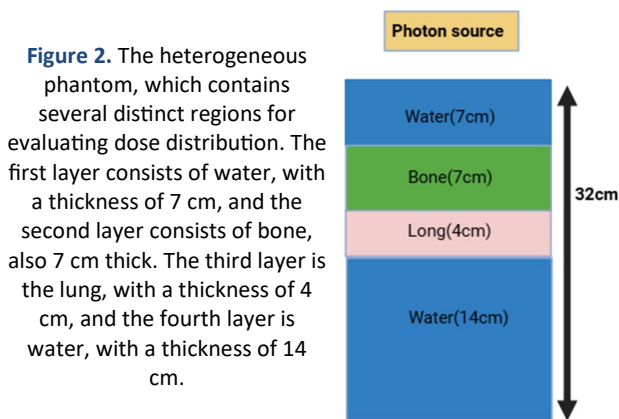 Figure 2. The heterogeneous
phantom, which contains
several distinct regions for
evaluating dose distribution. The
first layer consists of water, with
a thickness of 7 cm, and the
second layer consists of bone,
also 7 cm thick. The third layer is
the lung, with a thickness of 4
cm, and the fourth layer is
water, with a thickness of 14
cm.
Photon source
Water(7cm)
Bone(7cm)
Long(4cm)
Water(14cm)
32cm